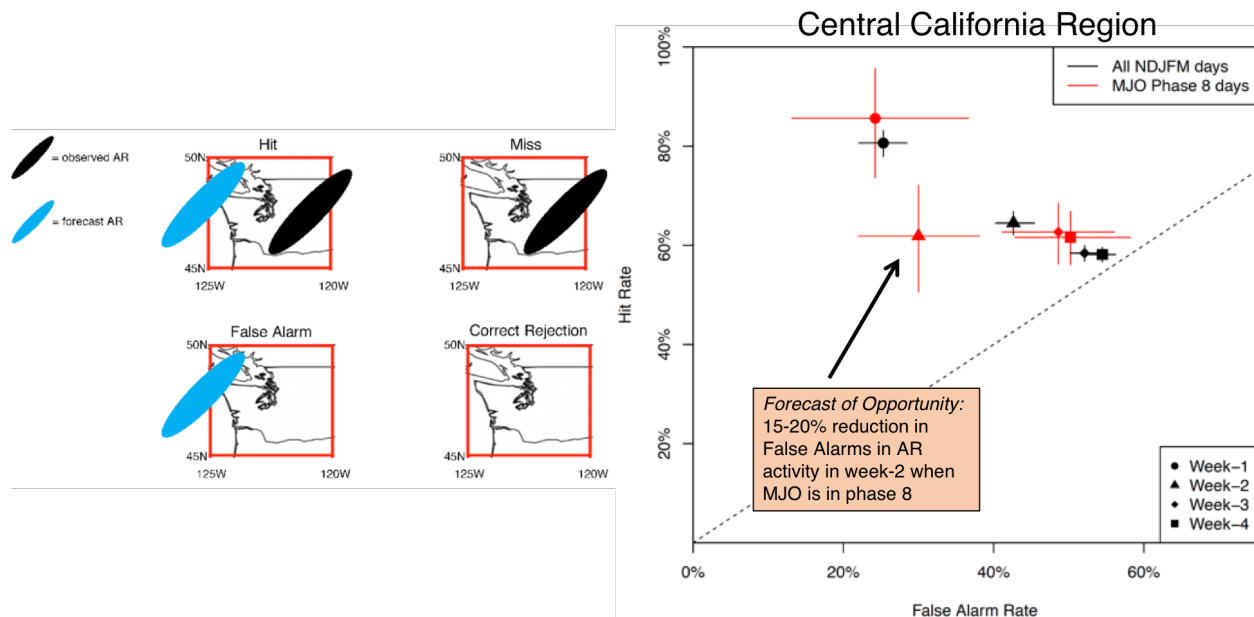 = observed AR
= forecast AR
Hit
50N
45N
125W
120W
Miss
50N
45N
125W
120W
False Alarm
50N
45N
125W
120W
Correct Rejection
50N
45N
125W
120W
Central California Region
All NDJFM days
MJO Phase 8 days
100%
80%
60%
40%
20%
Hit Rate
Forecast of Opportunity:
15-20% reduction in
False Alarms in AR
activity in week-2 when
MJO is in phase 8
Week−1
Week−2
Week−3
Week−4
0%
20%
40%
60%
False Alarm Rate